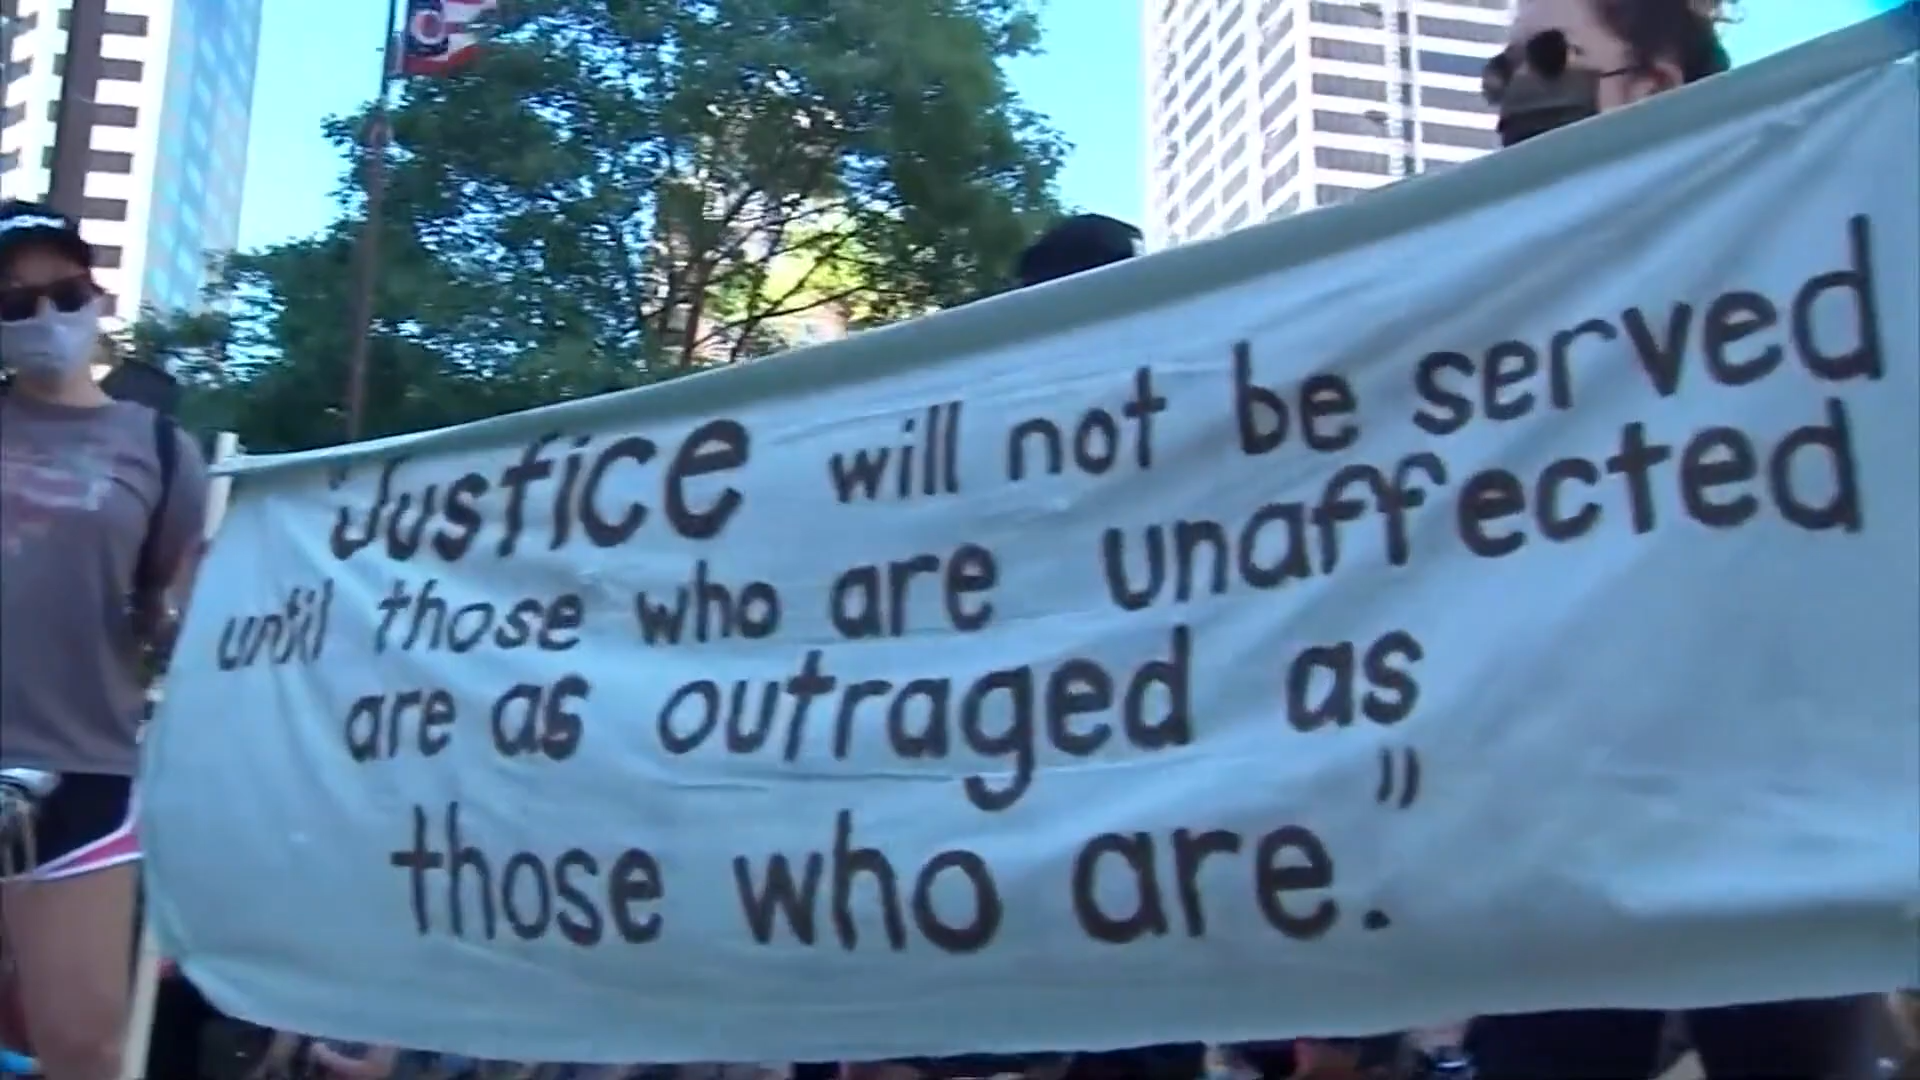 "Justice will not be served
until those who are unaffected
are as outraged as
those who are."